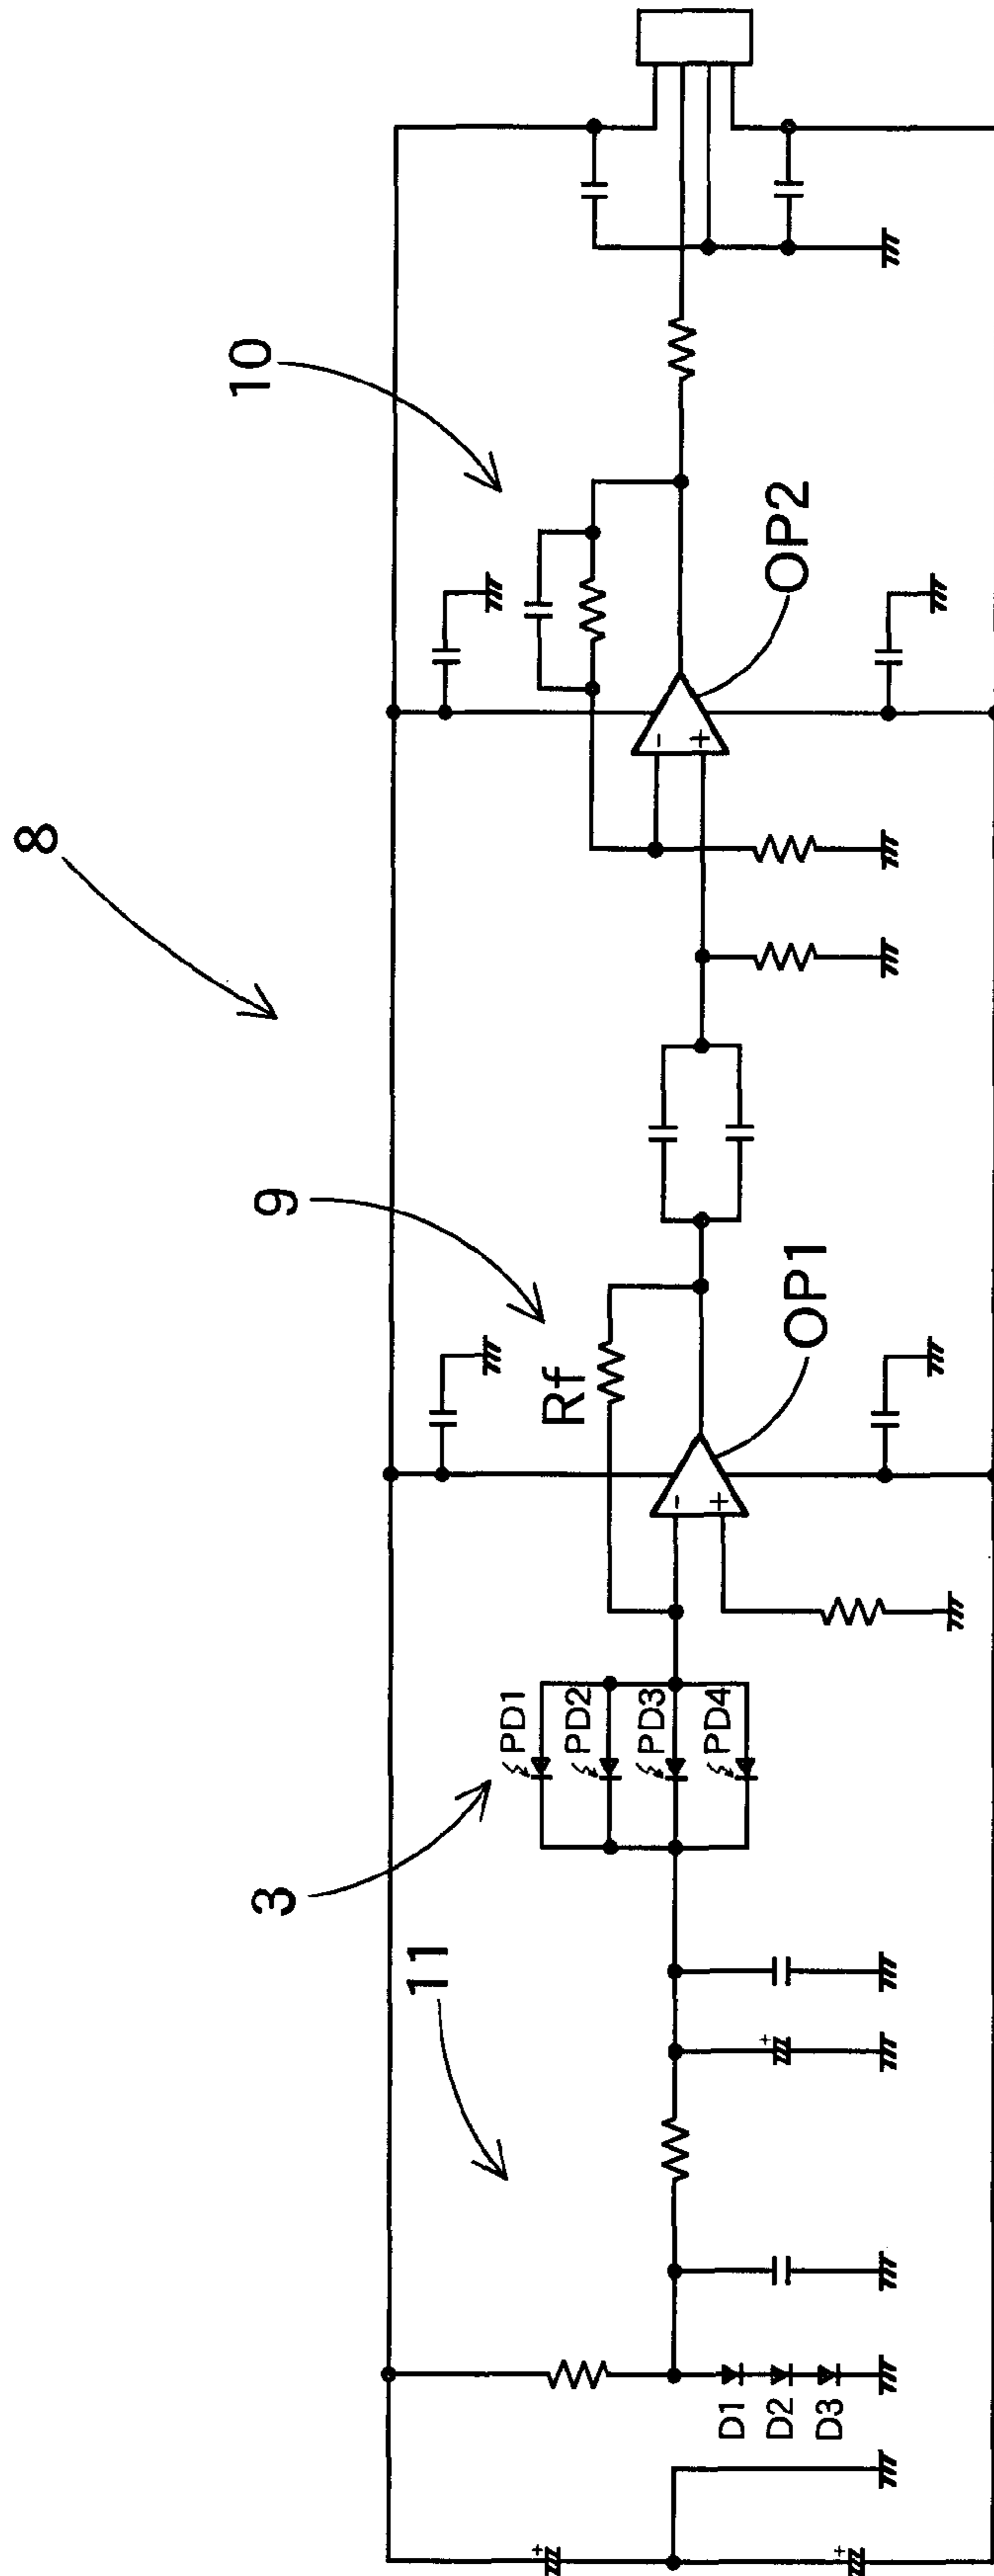 8
10
9
3
11
Rf
OP1
OP2
PD1
PD2
PD3
PD4
D1
D2
D3
-
+
-
+
+
+
+